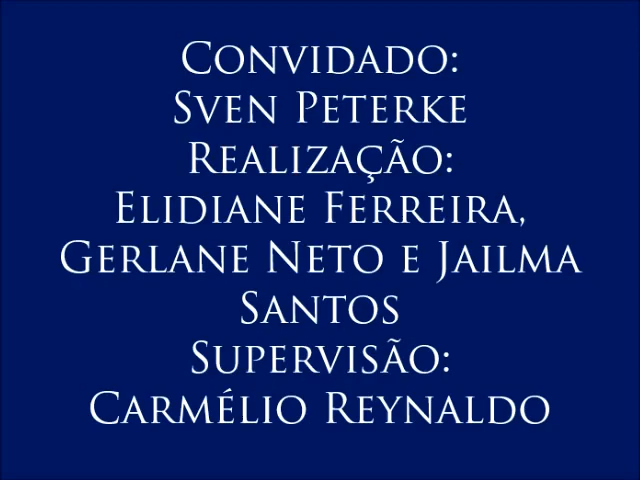 Convidado:
Sven Peterke
Realização:
Elidiane Ferreira,
Gerlane Neto e Jailma
Santos
Supervisão:
Carmélio Reynaldo